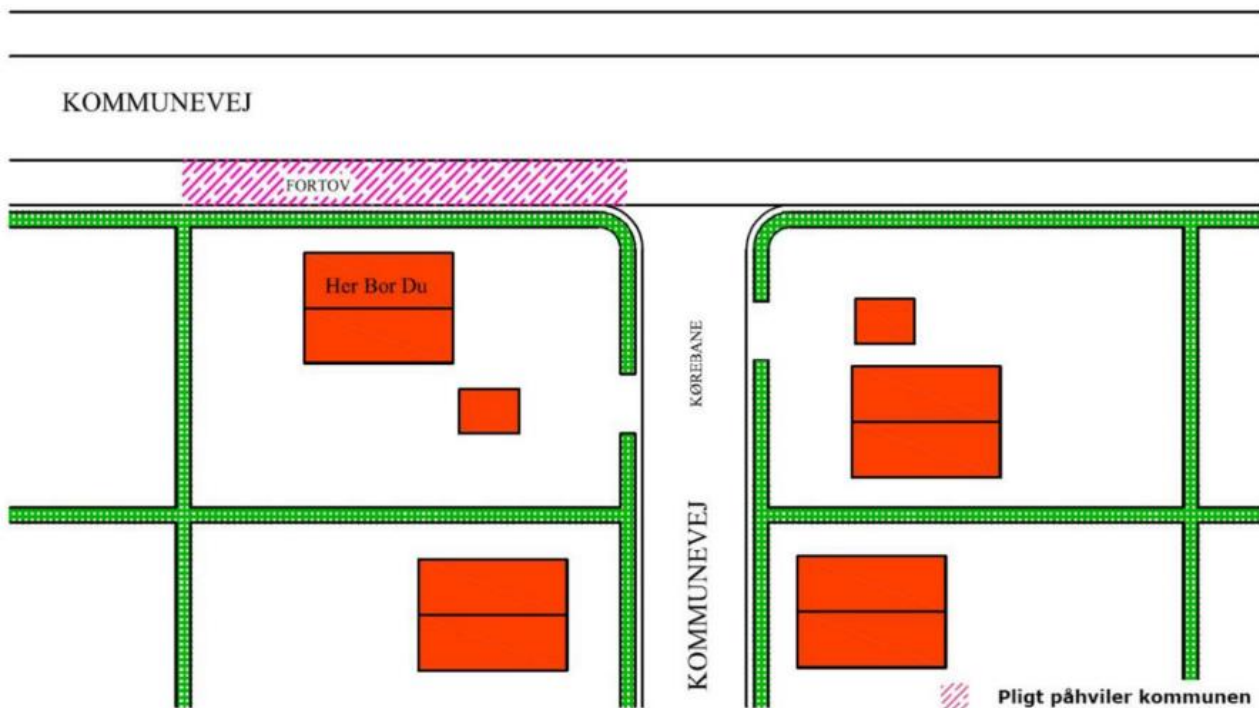 KOMMUNEVEJ
FORTOV
Her Bor Du
KØREBANE
KOMMUNEVEJ
Pligt påhviler kommunen